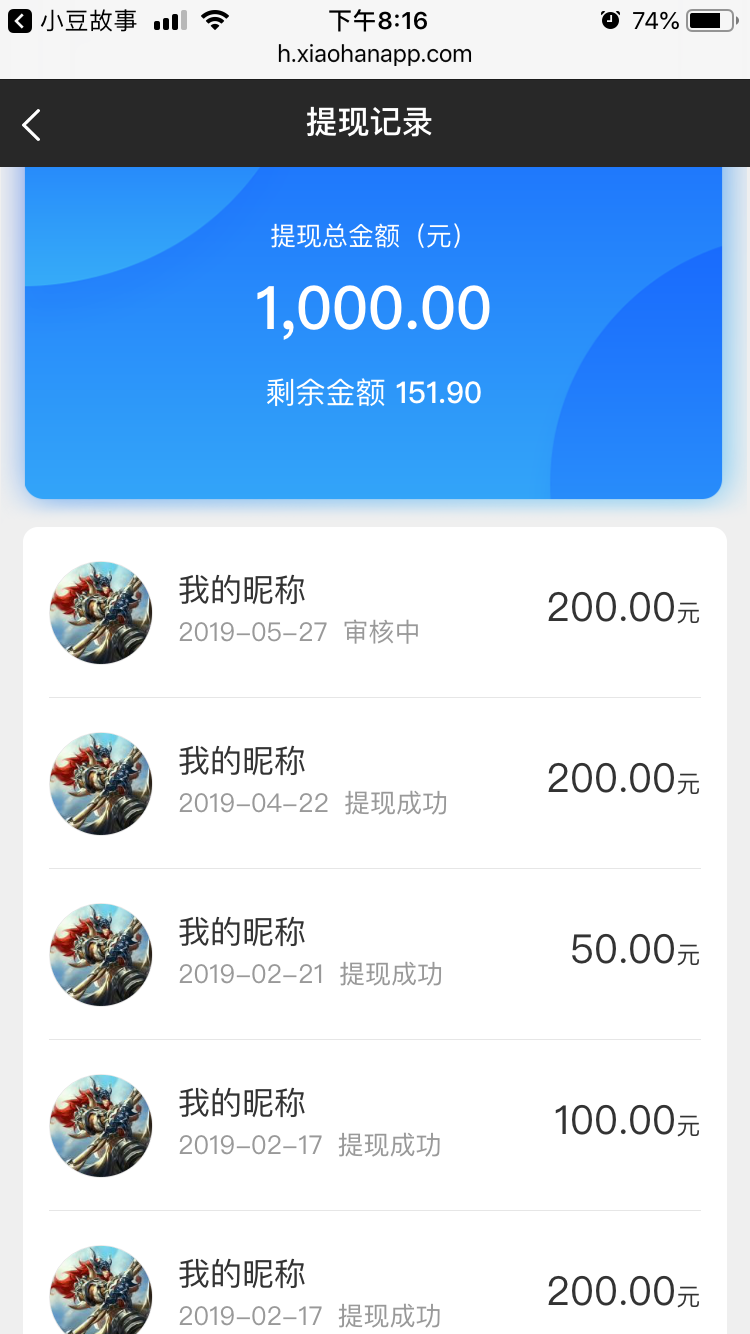 小豆故事 下午8:16 74%
h.xiaohanapp.com
提现记录
提现总金额（元）
1,000.00
剩余金额 151.90
我的昵称
2019-05-27 审核中
200.00元
我的昵称
2019-04-22 提现成功
200.00元
我的昵称
2019-02-21 提现成功
50.00元
我的昵称
2019-02-17 提现成功
100.00元
我的昵称
2019-02-17 提现成功
200.00元